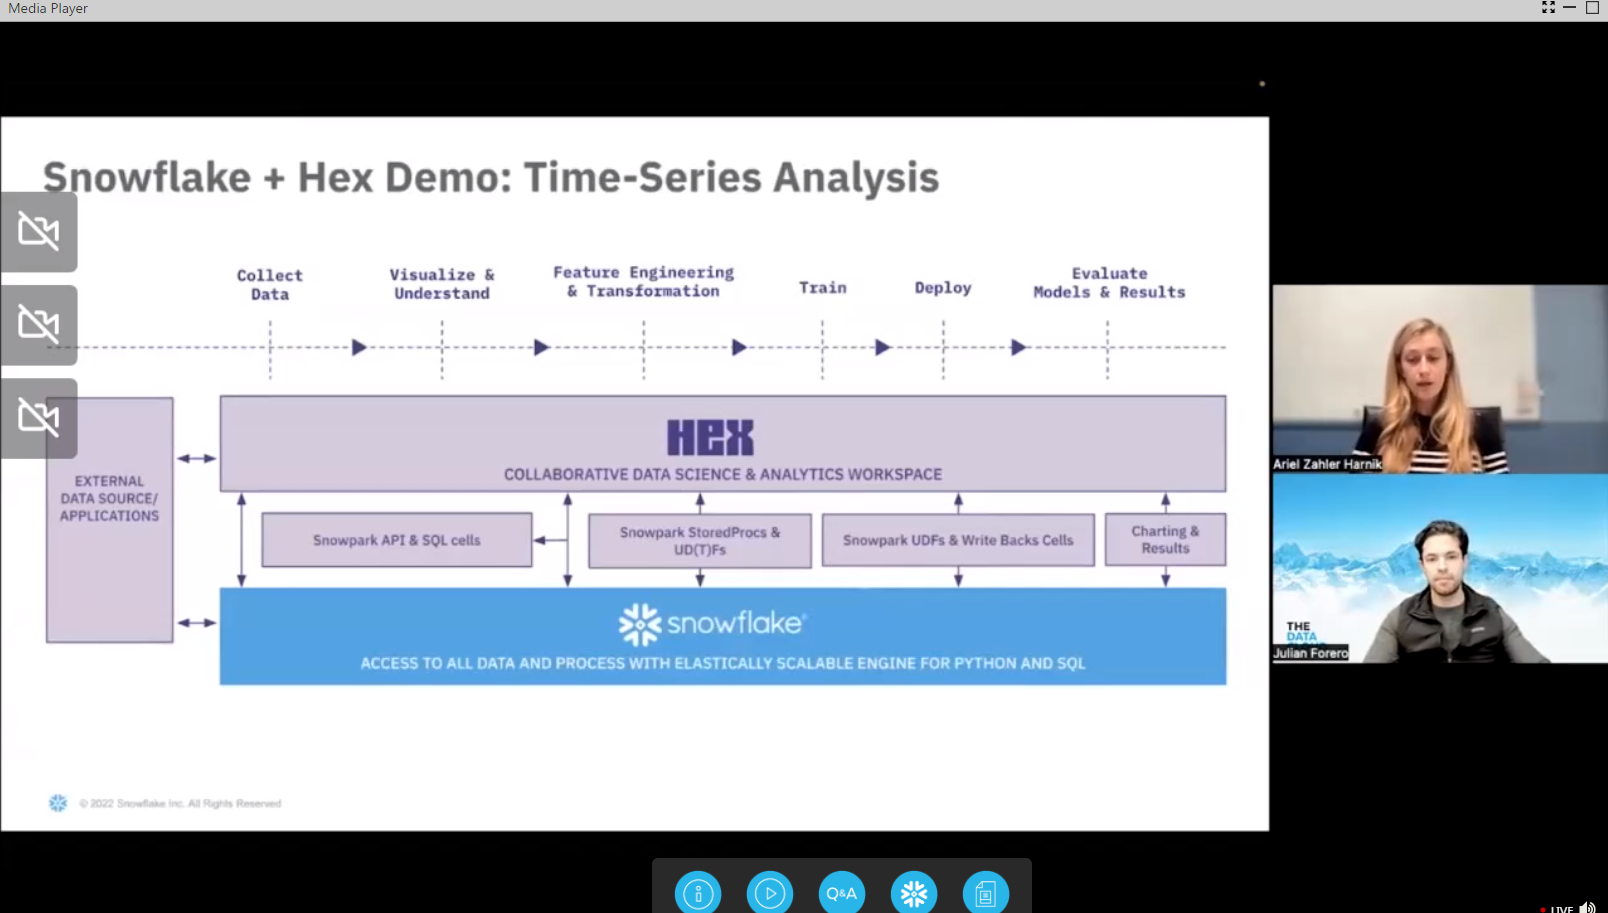 Media Player
Snowflake + Hex Demo: Time-Series Analysis
Collect
Data
Visualize &
Understand
Feature Engineering
& Transformation
Train
Deploy
Evaluate
Models & Results
EXTERNAL
DATA SOURCE/
APPLICATIONS
HEX
COLLABORATIVE DATA SCIENCE & ANALYTICS WORKSPACE
Snowpark API & SQL cells
Snowpark StoredProcs &
UD(T)Fs
Snowpark UDFs & Write Backs Cells
Charting &
Results
snowflake®
ACCESS TO ALL DATA AND PROCESS WITH ELASTICALLY SCALABLE ENGINE FOR PYTHON AND SQL
© 2022 Snowflake Inc. All Rights Reserved
Ariel Zahler Harnik
THE
DATA
Julian Forero
Q&A
LIVE